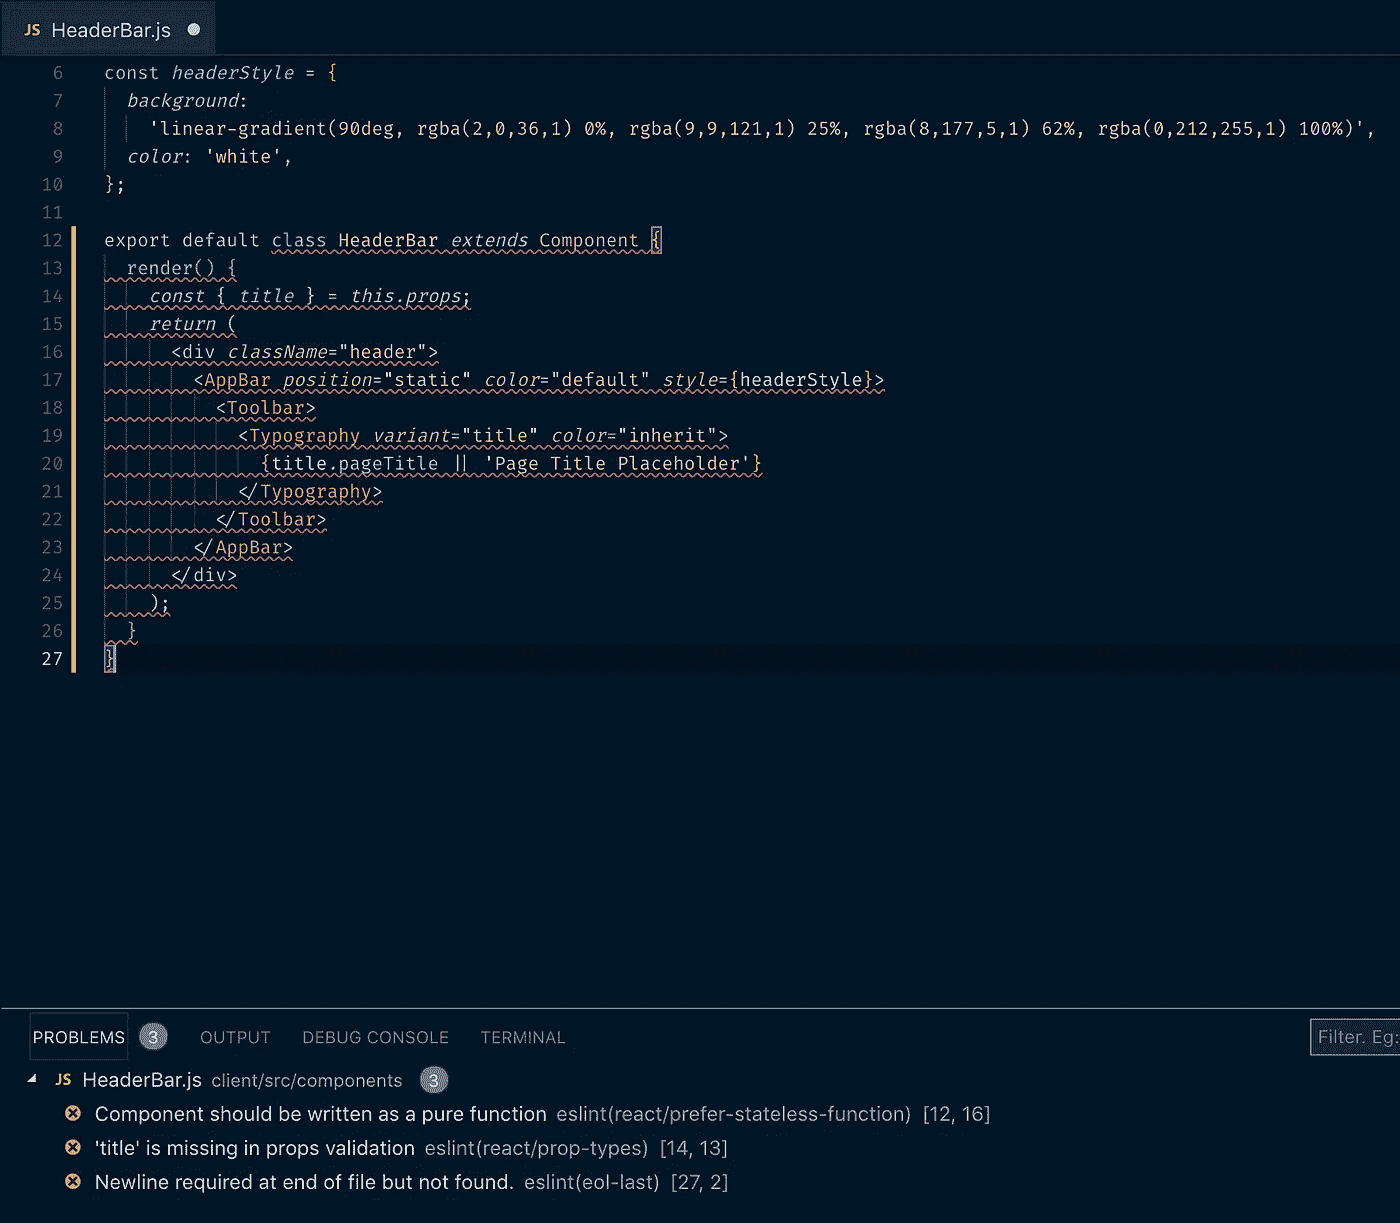 JS HeaderBar.js
6 const headerStyle = {
7 background:
8 'linear-gradient(90deg, rgba(2,0,36,1) 0%, rgba(9,9,121,1) 25%, rgba(8,177,5,1) 62%, rgba(0,212,255,1) 100%)',
9 color: 'white',
10 };
11
12 export default class HeaderBar extends Component {
13 render() {
14 const { title } = this.props;
15 return (
16 <div className="header">
17 <AppBar position="static" color="default" style={headerStyle}>
18 <Toolbar>
19 <Typography variant="title" color="inherit">
20 {title.pageTitle || 'Page Title Placeholder'}
21 </Typography>
22 </Toolbar>
23 </AppBar>
24 </div>
25 );
26 }
27 }
PROBLEMS 3 OUTPUT DEBUG CONSOLE TERMINAL Filter. Eg:
JS HeaderBar.js client/src/components 3
Component should be written as a pure function eslint(react/prefer-stateless-function) [12, 16]
'title' is missing in props validation eslint(react/prop-types) [14, 13]
Newline required at end of file but not found. eslint(eol-last) [27, 2]